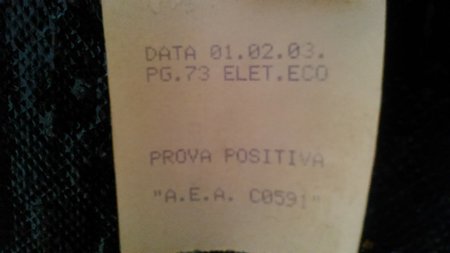 DATA 01.02.03.
PG.73 ELET.ECO
PROVA POSITIVA
"A.E.A. C0591"